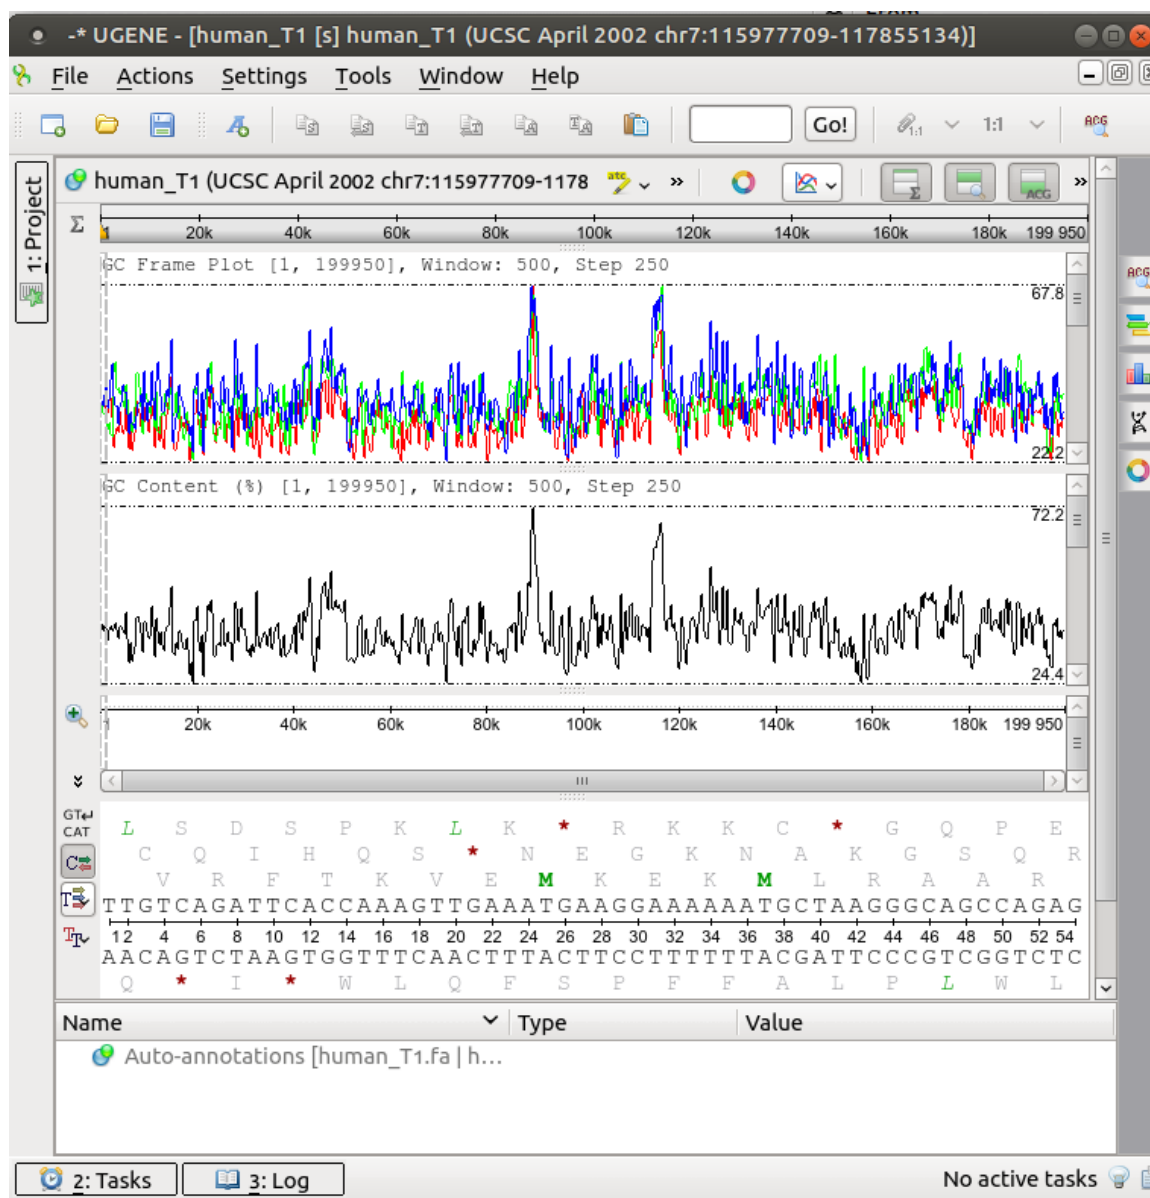 -* UGENE - [human_T1 [s] human_T1 (UCSC April 2002 chr7:115977709-117855134)]
File Actions Settings Tools Window Help
Go! 1:1 ACG
1: Project
human_T1 (UCSC April 2002 chr7:115977709-1178
1 20k 40k 60k 80k 100k 120k 140k 160k 180k 199 950
GC Frame Plot [1, 199950], Window: 500, Step 250
67.8
22.2
GC Content (%) [1, 199950], Window: 500, Step 250
72.2
24.4
1 20k 40k 60k 80k 100k 120k 140k 160k 180k 199 950
GT
CAT
L S D S P K L K * R K K C * G Q P E
C Q I H Q S * N E G K N A K G S Q R
V R F T K V E M K E K M L R A A R
TTGTCAGATTCACCAAAGTTGAAATGAAGGAAAAAATGCTAAGGGCAGCCAGAG
1 2 4 6 8 10 12 14 16 18 20 22 24 26 28 30 32 34 36 38 40 42 44 46 48 50 52 54
AACAGTCTAAGTGGTTTCAACTTTACTTCCTTTTTTACGATTCCCGTCGGTCTC
Q * I * W L Q F S P F F A L P L W L
Name Type Value
Auto-annotations [human_T1.fa | h...
2: Tasks 3: Log No active tasks